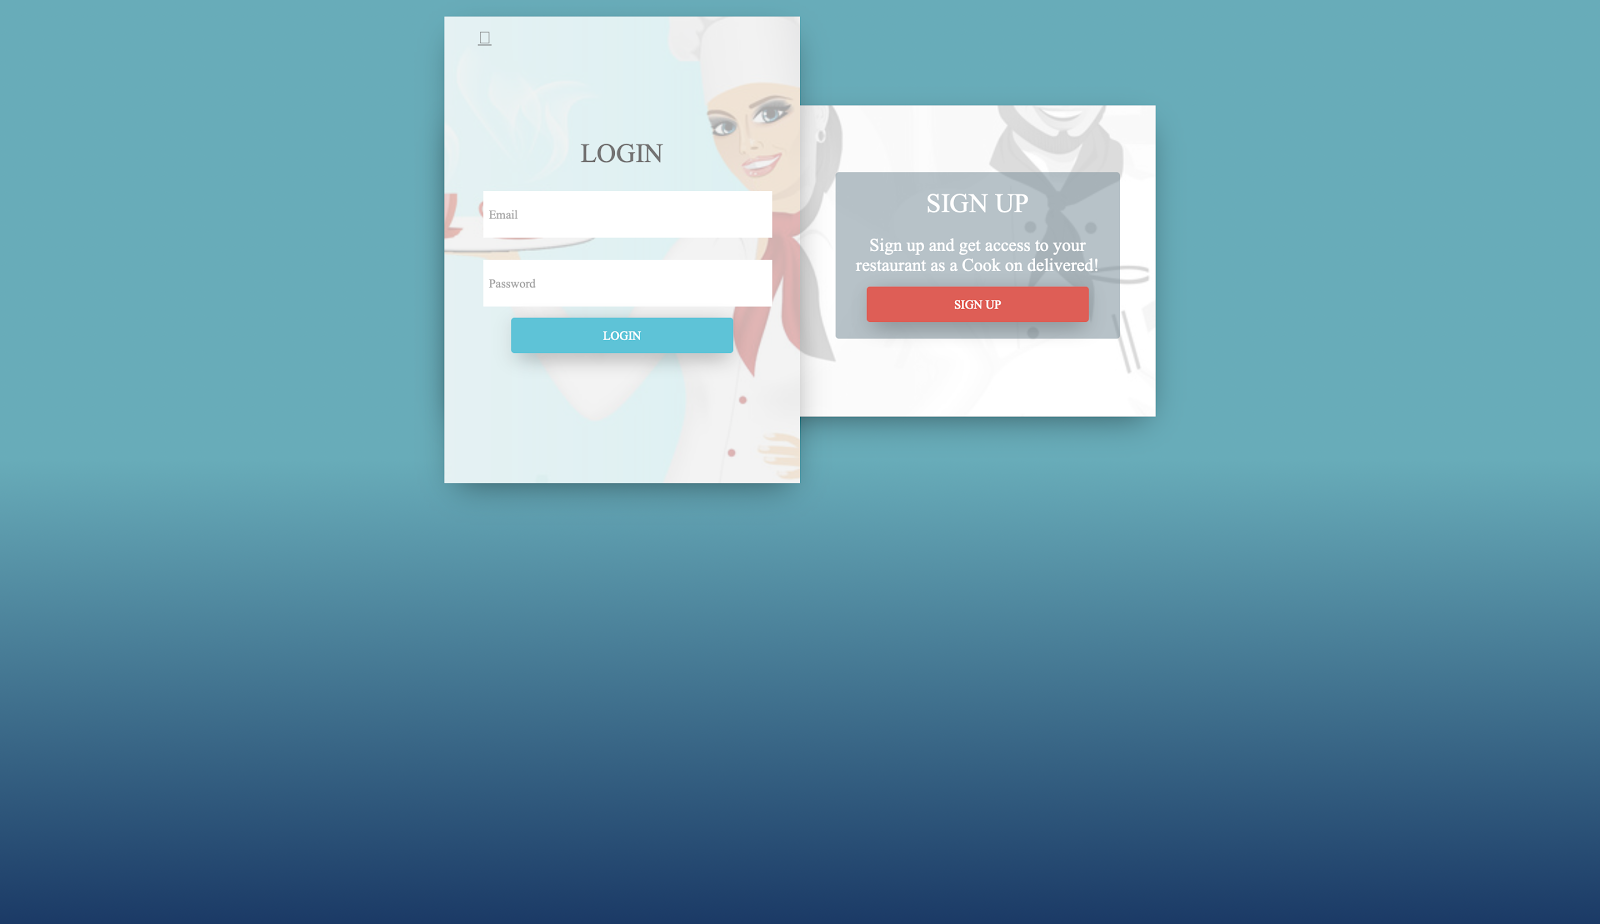 LOGIN
Email
Password
LOGIN
SIGN UP
Sign up and get access to your
restaurant as a Cook on delivered!
SIGN UP